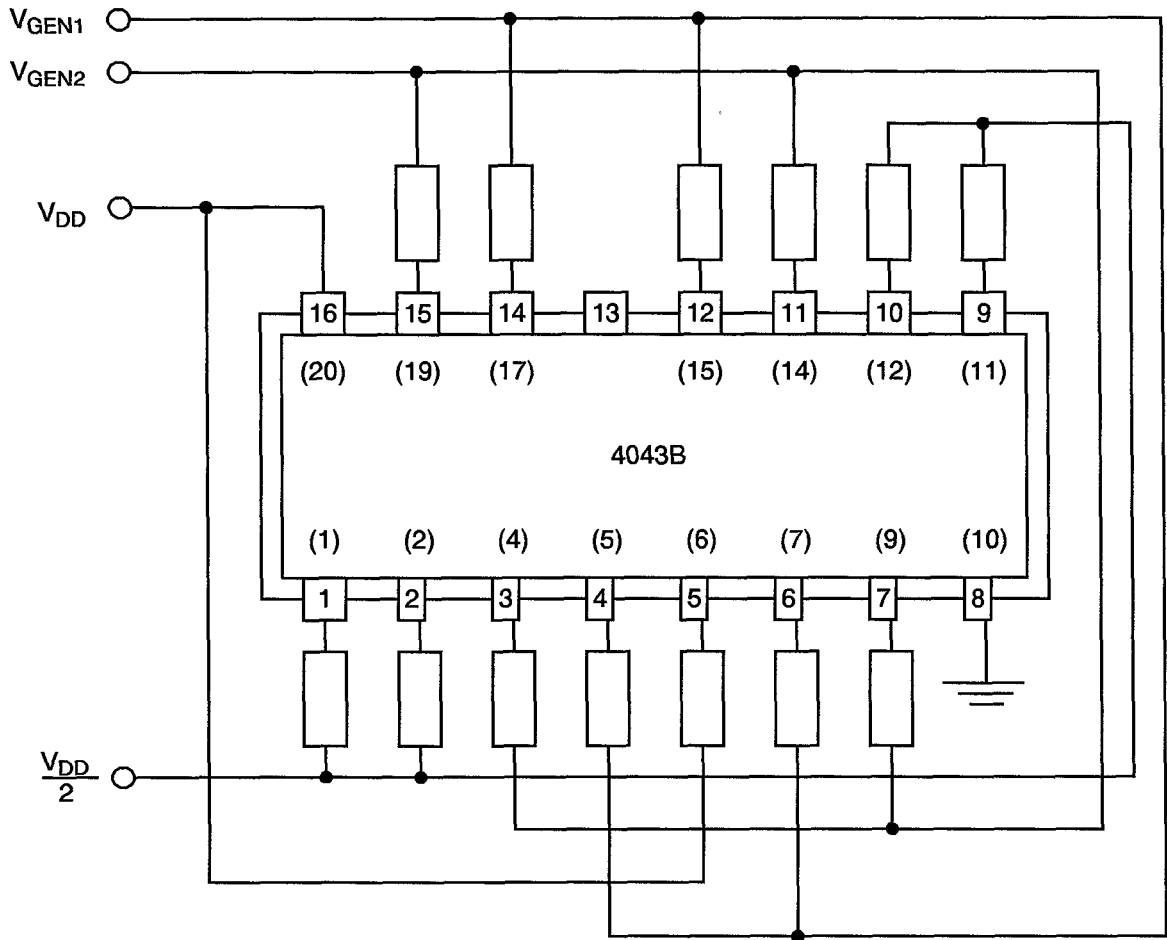 VGEN1
VGEN2
VDD
16 15 14 13 12 11 10 9
(20) (19) (17) (15) (14) (12) (11)
4043B
(1) (2) (4) (5) (6) (7) (9) (10)
1 2 3 4 5 6 7 8
VDD
2